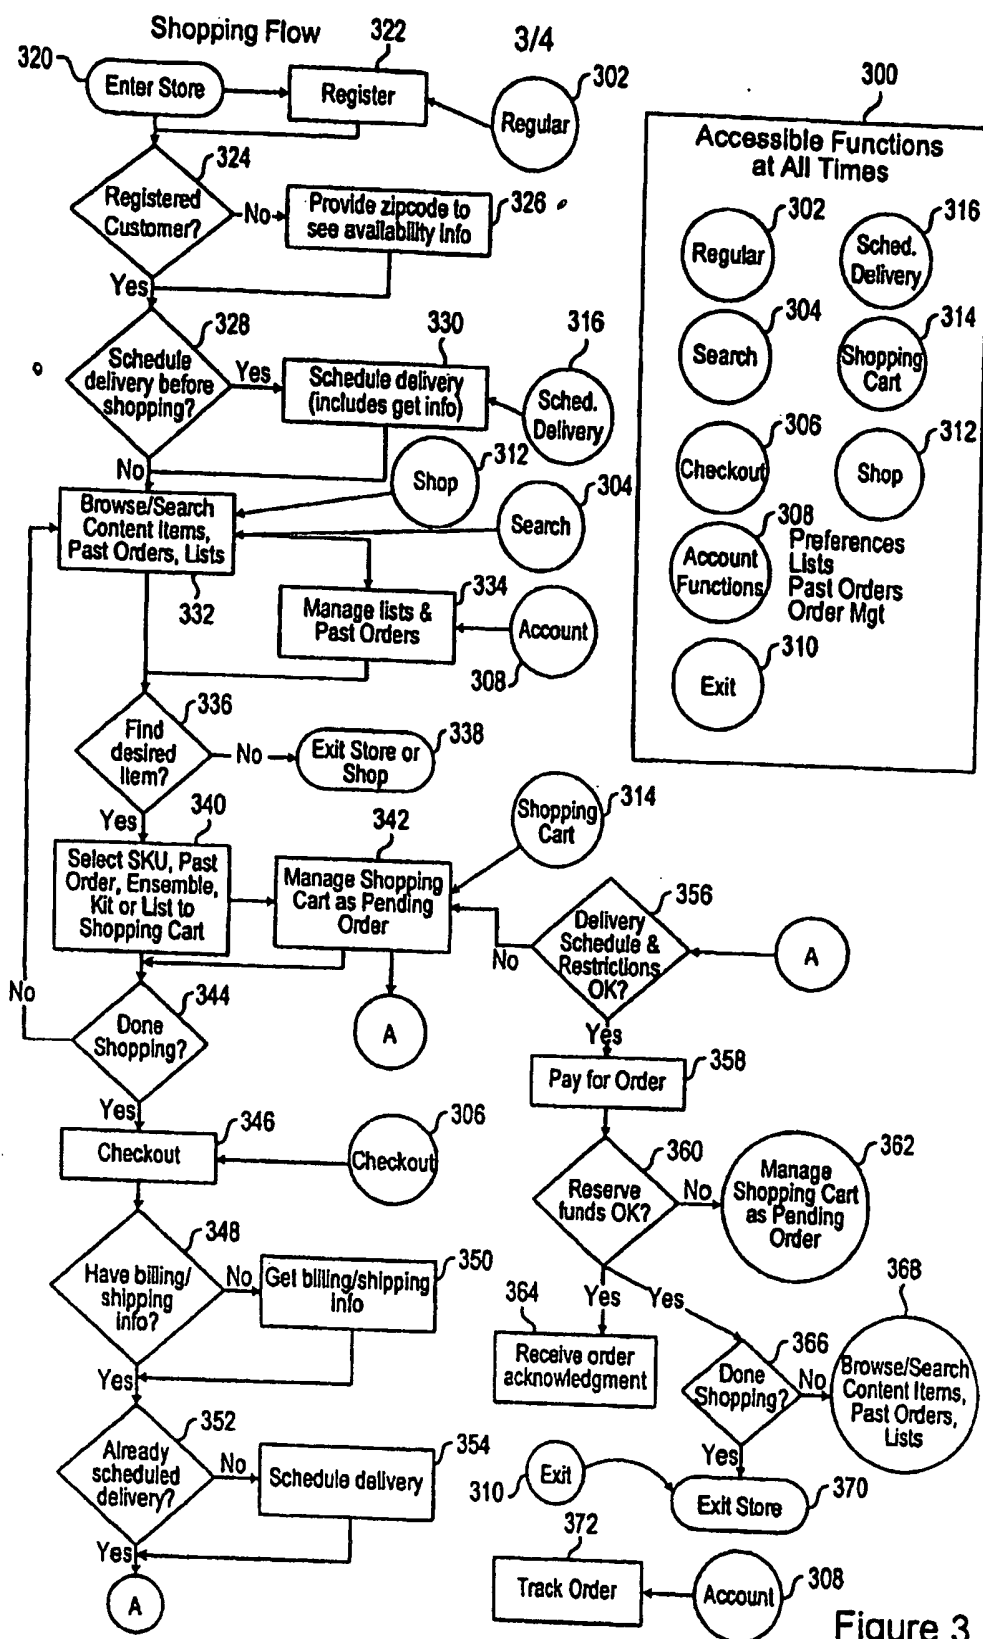 Shopping Flow
3/4
320
Enter Store
322
Register
302
Regular
300
Accessible Functions
at All Times
302
Regular
316
Sched.
Delivery
304
Search
314
Shopping
Cart
306
Checkout
312
Shop
308
Account
Functions
Preferences
Lists
Past Orders
Order Mgt
310
Exit
324
Registered
Customer?
No
326
Provide zipcode to
see availability info
Yes
328
Schedule
delivery before
shopping?
Yes
330
Schedule delivery
(includes get info)
316
Sched.
Delivery
No
312
Shop
304
Search
Browse/Search
Content Items,
Past Orders, Lists
332
334
Manage lists &
Past Orders
Account
308
336
Find
desired
Item?
No
Exit Store or
Shop
338
Yes
340
Select SKU, Past
Order, Ensemble,
Kit or List to
Shopping Cart
342
Manage Shopping
Cart as Pending
Order
Shopping
Cart
314
356
Delivery
Schedule &
Restrictions
OK?
No
A
Yes
No
344
Done
Shopping?
A
Yes
346
Checkout
306
Checkout
358
Pay for Order
360
Reserve
funds OK?
No
362
Manage
Shopping Cart
as Pending
Order
348
Have billing/
shipping
info?
No
350
Get billing/shipping
info
Yes
Yes
Yes
364
Receive order
acknowledgment
366
Done
Shopping?
No
368
Browse/Search
Content Items,
Past Orders,
Lists
352
Already
scheduled
delivery?
No
354
Schedule delivery
Yes
Yes
310
Exit
Exit Store
370
372
Track Order
Account
308
A
Figure 3